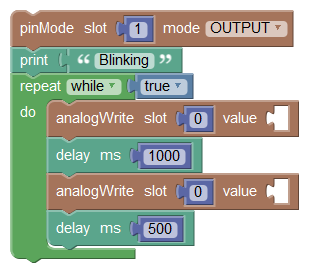 pinMode slot 1 mode OUTPUT
print “ Blinking ”
repeat while true
do analogWrite slot 0 value
delay ms 1000
analogWrite slot 0 value
delay ms 500